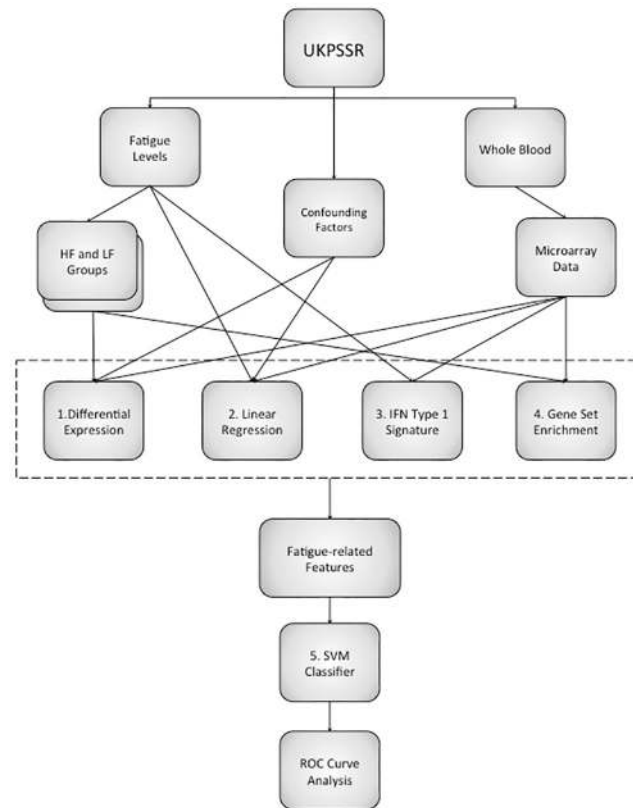 UKPSSR
Fatigue
Levels
Whole Blood
Confounding
Factors
HF and LF
Groups
Microarray
Data
1.Differential
Expression
2. Linear
Regression
3. IFN Type 1
Signature
4. Gene Set
Enrichment
Fatigue-related
Features
5. SVM
Classifier
ROC Curve
Analysis